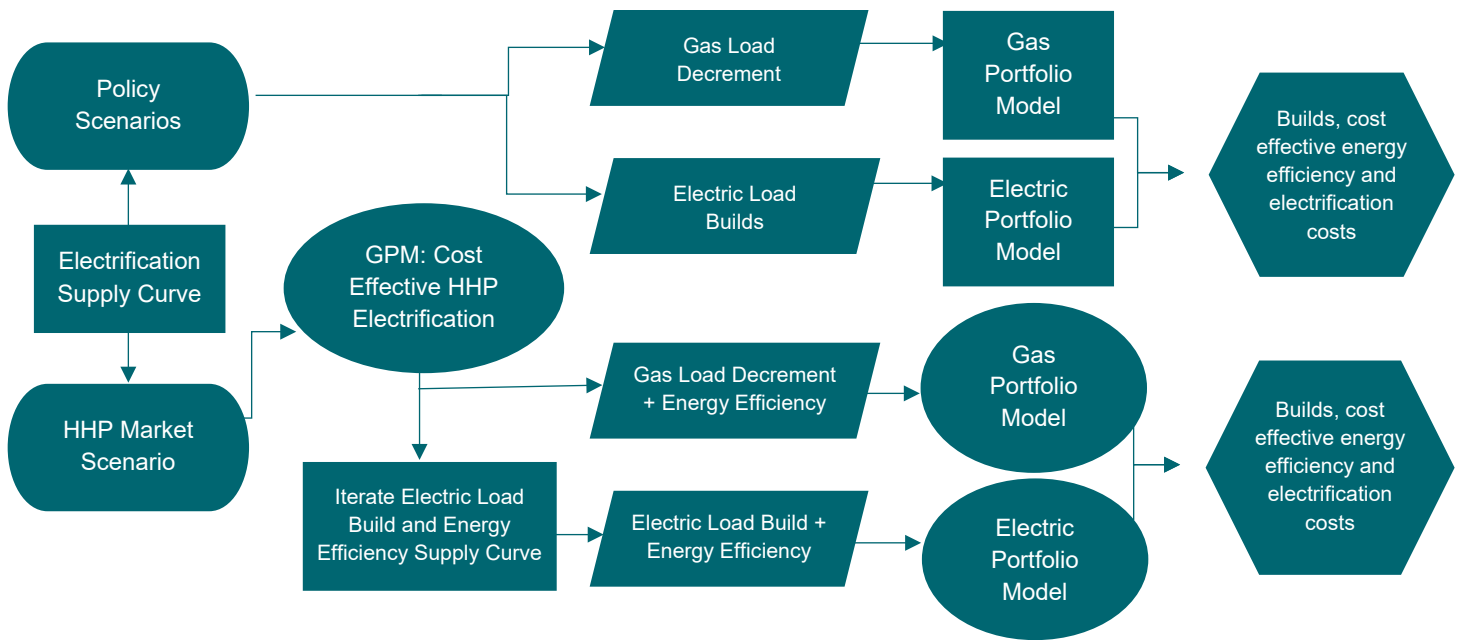 Policy
Scenarios
Electrification
Supply Curve
HHP Market
Scenario
GPM: Cost
Effective HHP
Electrification
Iterate Electric Load
Build and Energy
Efficiency Supply Curve
Gas Load
Decrement
Electric Load
Builds
Gas Load Decrement
+ Energy Efficiency
Electric Load Build +
Energy Efficiency
Gas
Portfolio
Model
Electric
Portfolio
Model
Gas
Portfolio
Model
Electric
Portfolio
Model
Builds, cost
effective energy
efficiency and
electrification
costs
Builds, cost
effective energy
efficiency and
electrification
costs